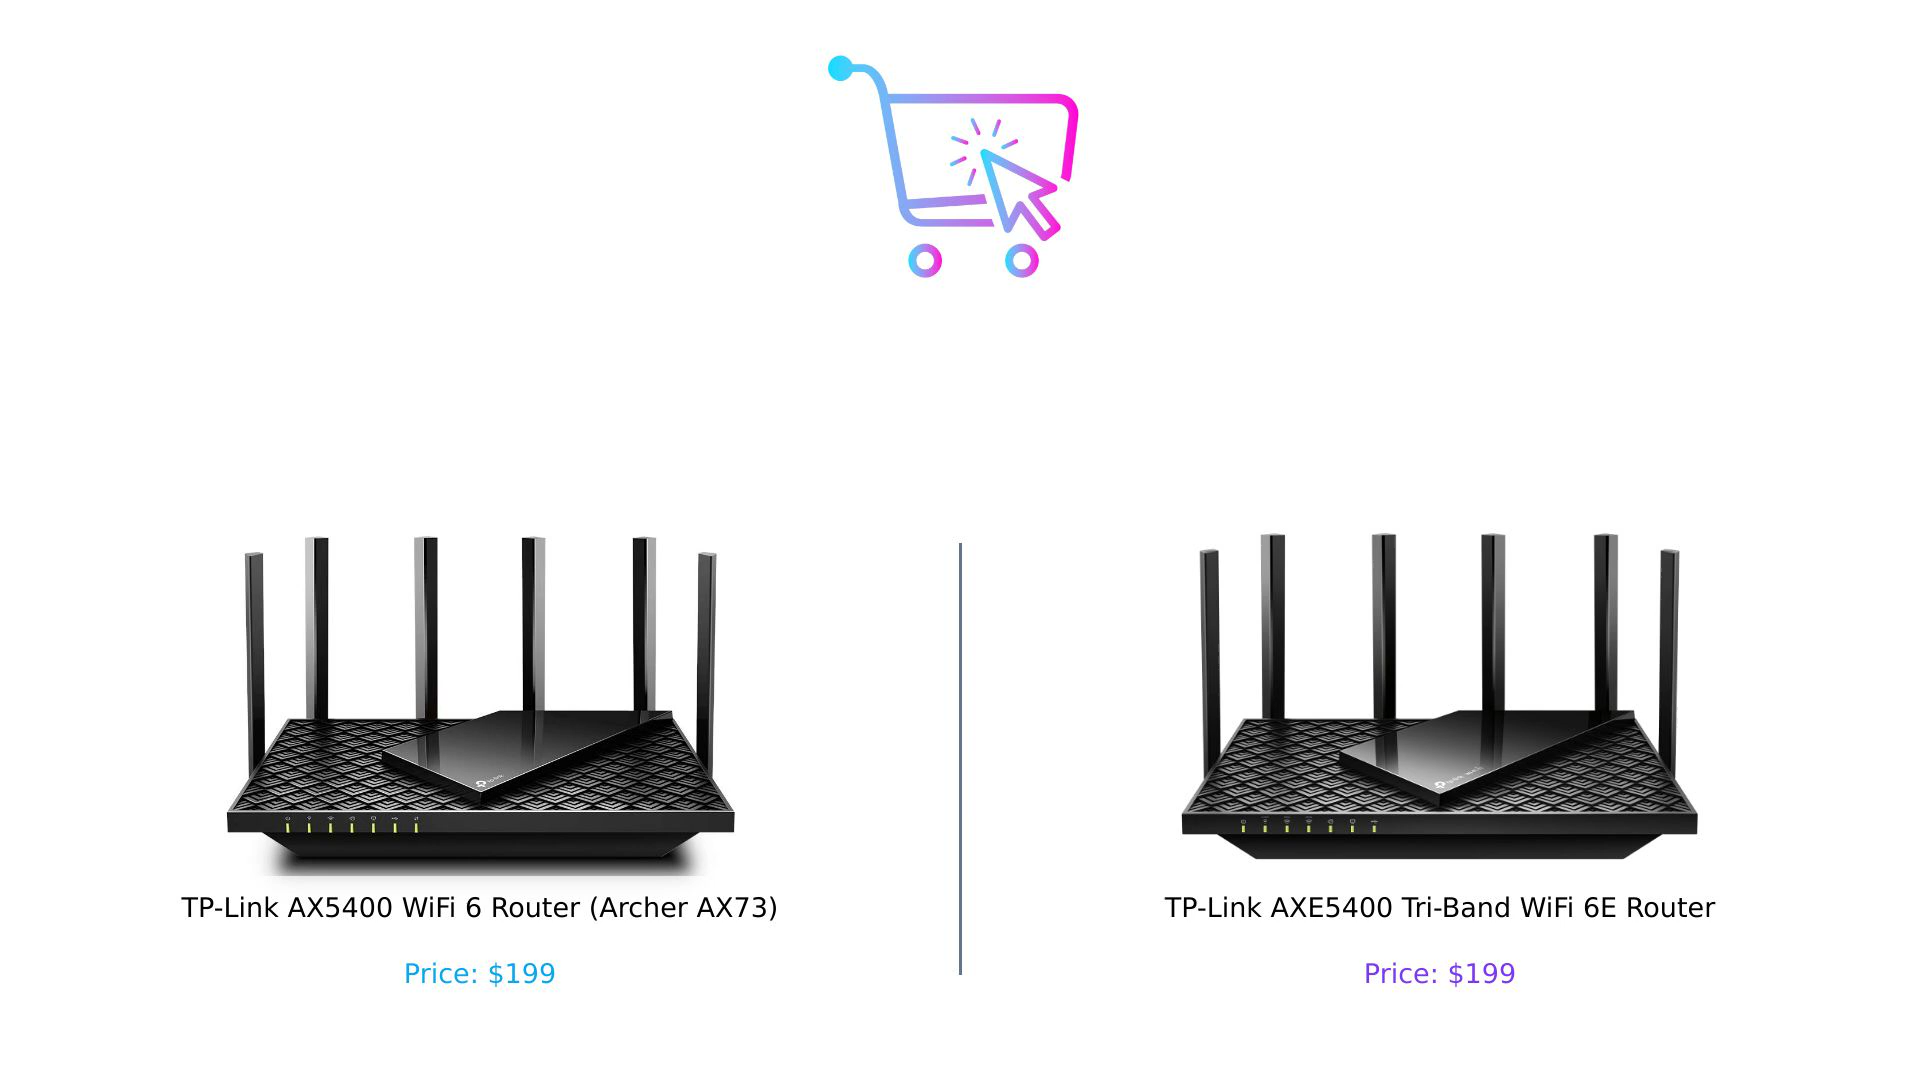 TP-Link AX5400 WiFi 6 Router (Archer AX73)
Price: $199
TP-Link AXE5400 Tri-Band WiFi 6E Router
Price: $199